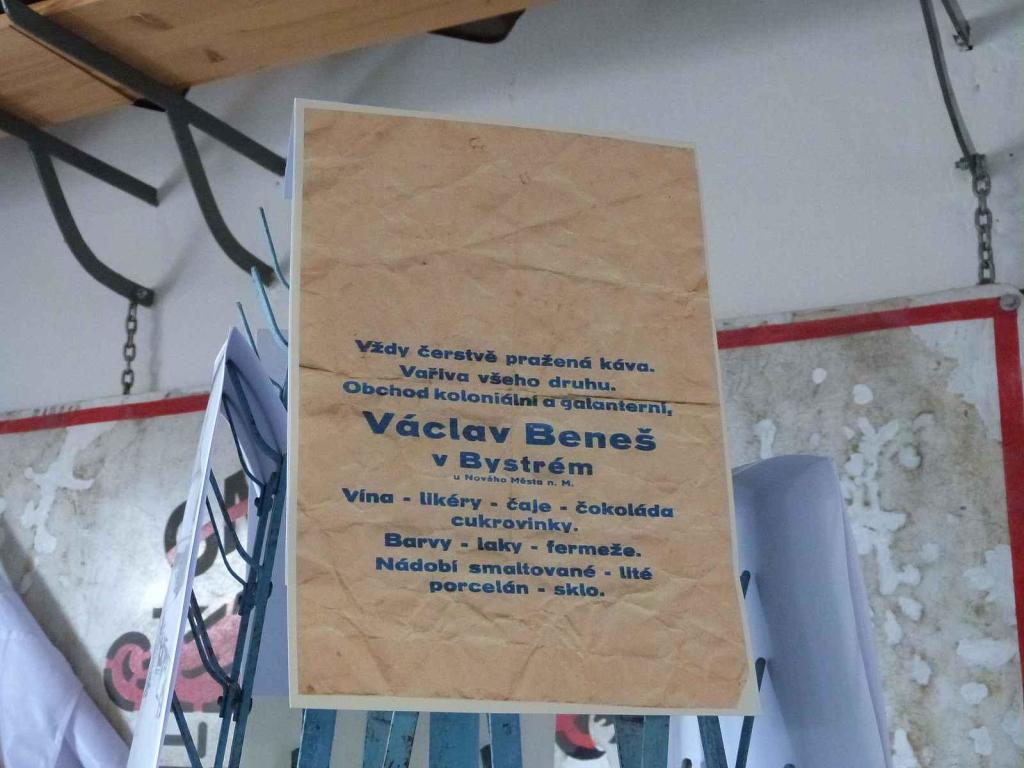 Vždy čerstvě pražená káva.
Vařiva všeho druhu.
Obchod koloniální a galanterní,
Václav Beneš
v Bystrém
u Nového Města n. M.
Vína - likéry - čaje - čokoláda
cukrovinky.
Barvy - laky - fermeže.
Nádobí smaltované - lité
porcelán - sklo.